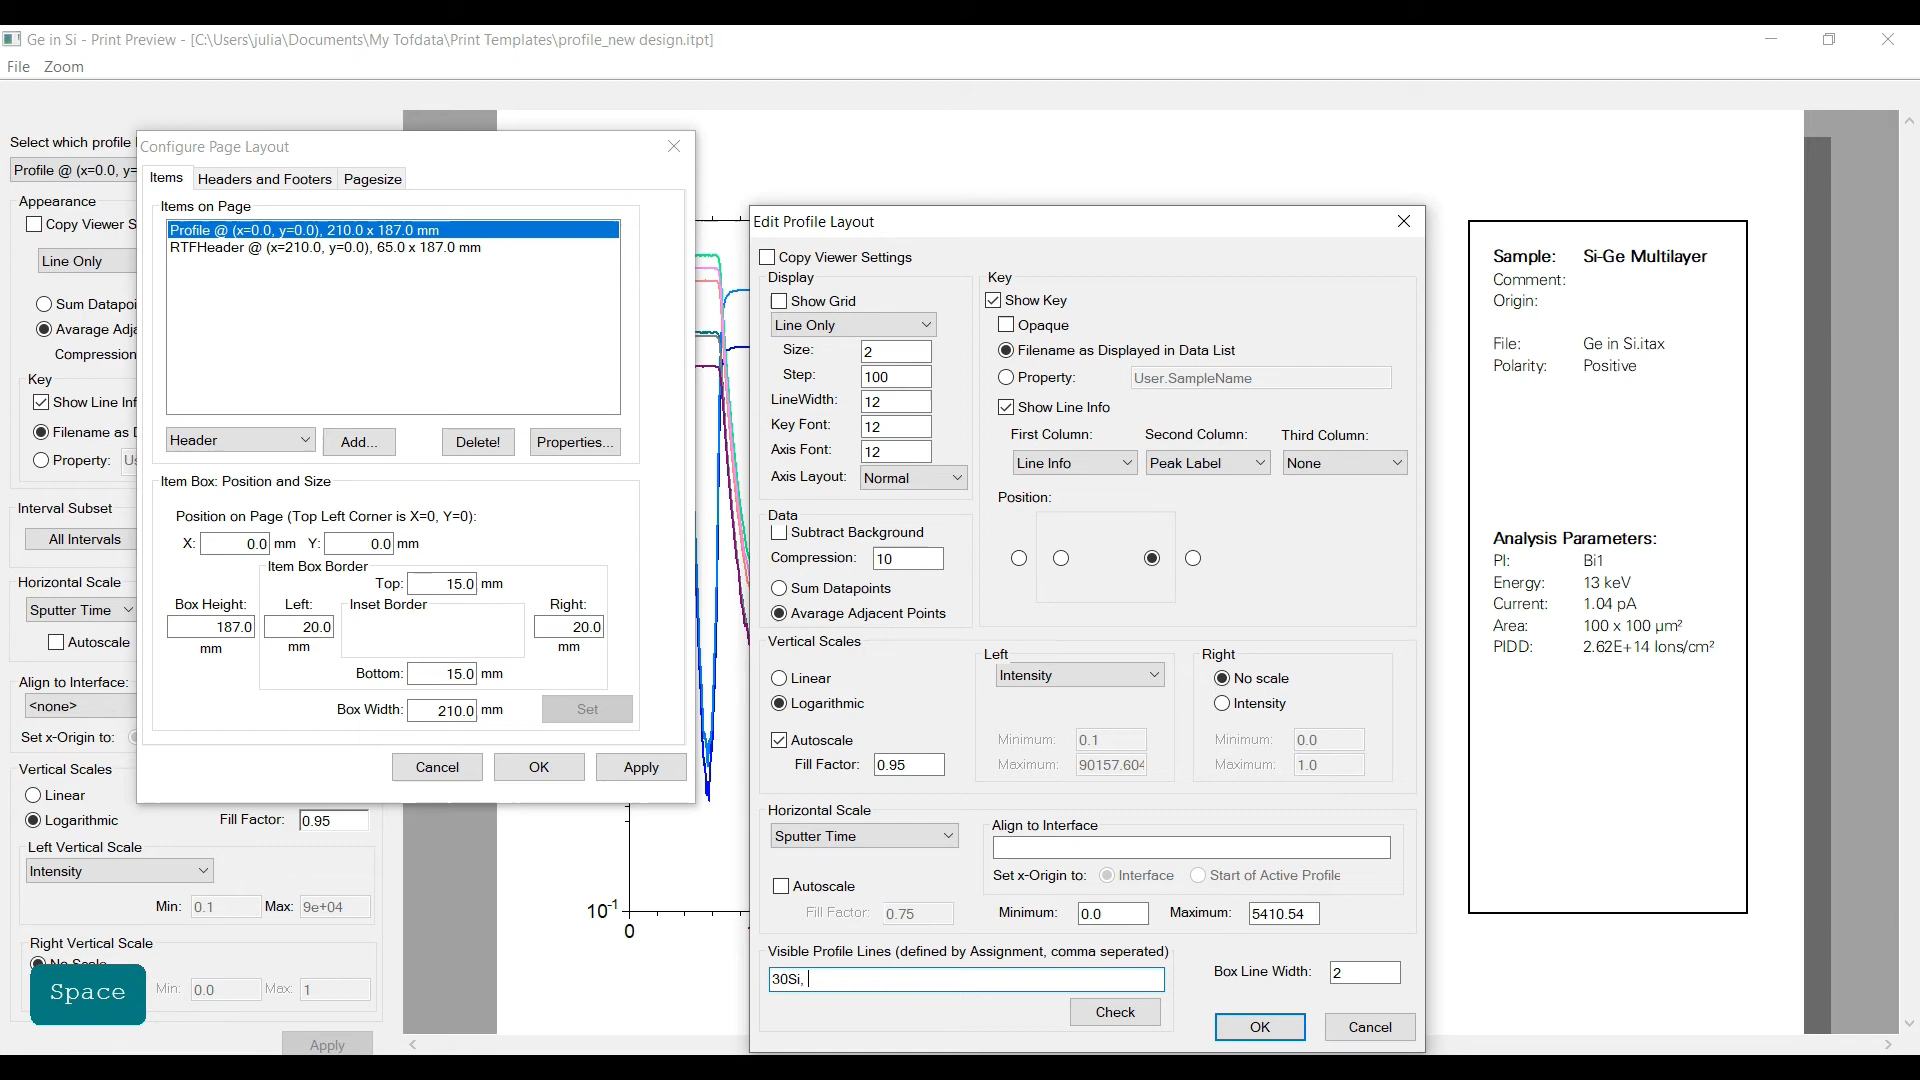 Ge in Si - Print Preview - [C:\Users\julia\Documents\My Tofdata\Print Templates\profile_new design.itpt]
File Zoom
Select which profile
Profile @ (x=0.0, y=
Appearance
Copy Viewer S
Line Only
Sum Datapoi
Avarage Adja
Compression
Key
Show Line Inf
Filename as D
Property: Us
Interval Subset
All Intervals
Horizontal Scale
Sputter Time
Autoscale
Align to Interface:
<none>
Set x-Origin to:
Vertical Scales
Linear
Logarithmic Fill Factor: 0.95
Left Vertical Scale
Intensity
Min: 0.1 Max: 9e+04
Right Vertical Scale
No Scale
Min: 0.0 Max: 1
Space
Apply
Configure Page Layout
Items Headers and Footers Pagesize
Items on Page
Profile @ (x=0.0, y=0.0), 210.0 x 187.0 mm
RTFHeader @ (x=210.0, y=0.0), 65.0 x 187.0 mm
Header Add... Delete! Properties...
Item Box: Position and Size
Position on Page (Top Left Corner is X=0, Y=0):
X: 0.0 mm Y: 0.0 mm
Item Box Border
Top: 15.0 mm
Box Height: Left: Inset Border Right:
187.0 20.0 20.0
mm mm mm
Bottom: 15.0 mm
Box Width: 210.0 mm Set
Cancel OK Apply
10-1
0
Edit Profile Layout
Copy Viewer Settings
Display
Show Grid
Line Only
Size: 2
Step: 100
LineWidth: 12
Key Font: 12
Axis Font: 12
Axis Layout: Normal
Key
Show Key
Opaque
Filename as Displayed in Data List
Property: User.SampleName
Show Line Info
First Column: Second Column: Third Column:
Line Info Peak Label None
Position:
Data
Subtract Background
Compression: 10
Sum Datapoints
Avarage Adjacent Points
Vertical Scales
Linear
Logarithmic
Autoscale
Fill Factor: 0.95
Left
Intensity
Minimum: 0.1
Maximum: 90157.604
Right
No scale
Intensity
Minimum: 0.0
Maximum: 1.0
Horizontal Scale
Sputter Time
Autoscale
Fill Factor: 0.75
Align to Interface
Set x-Origin to: Interface Start of Active Profile
Minimum: 0.0 Maximum: 5410.54
Visible Profile Lines (defined by Assignment, comma seperated)
30Si,
Check
Box Line Width: 2
OK Cancel
Sample: Si-Ge Multilayer
Comment:
Origin:
File: Ge in Si.itax
Polarity: Positive
Analysis Parameters:
PI: Bi1
Energy: 13 keV
Current: 1.04 pA
Area: 100 x 100 µm²
PIDD: 2.62E+14 Ions/cm²